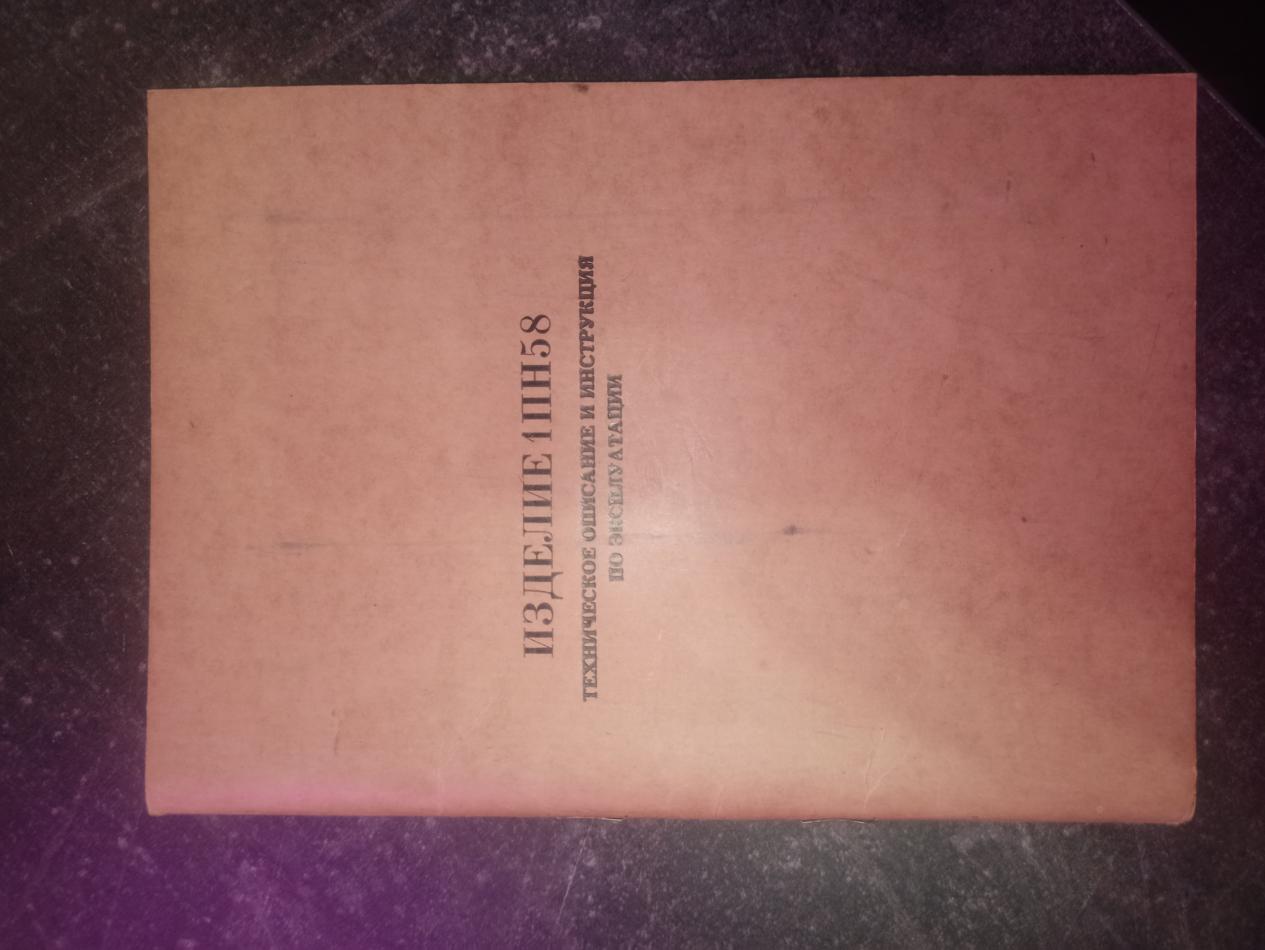 ИЗДЕЛИЕ 1ПН58
ТЕХНИЧЕСКОЕ ОПИСАНИЕ И ИНСТРУКЦИЯ
ПО ЭКСПЛУАТАЦИИ